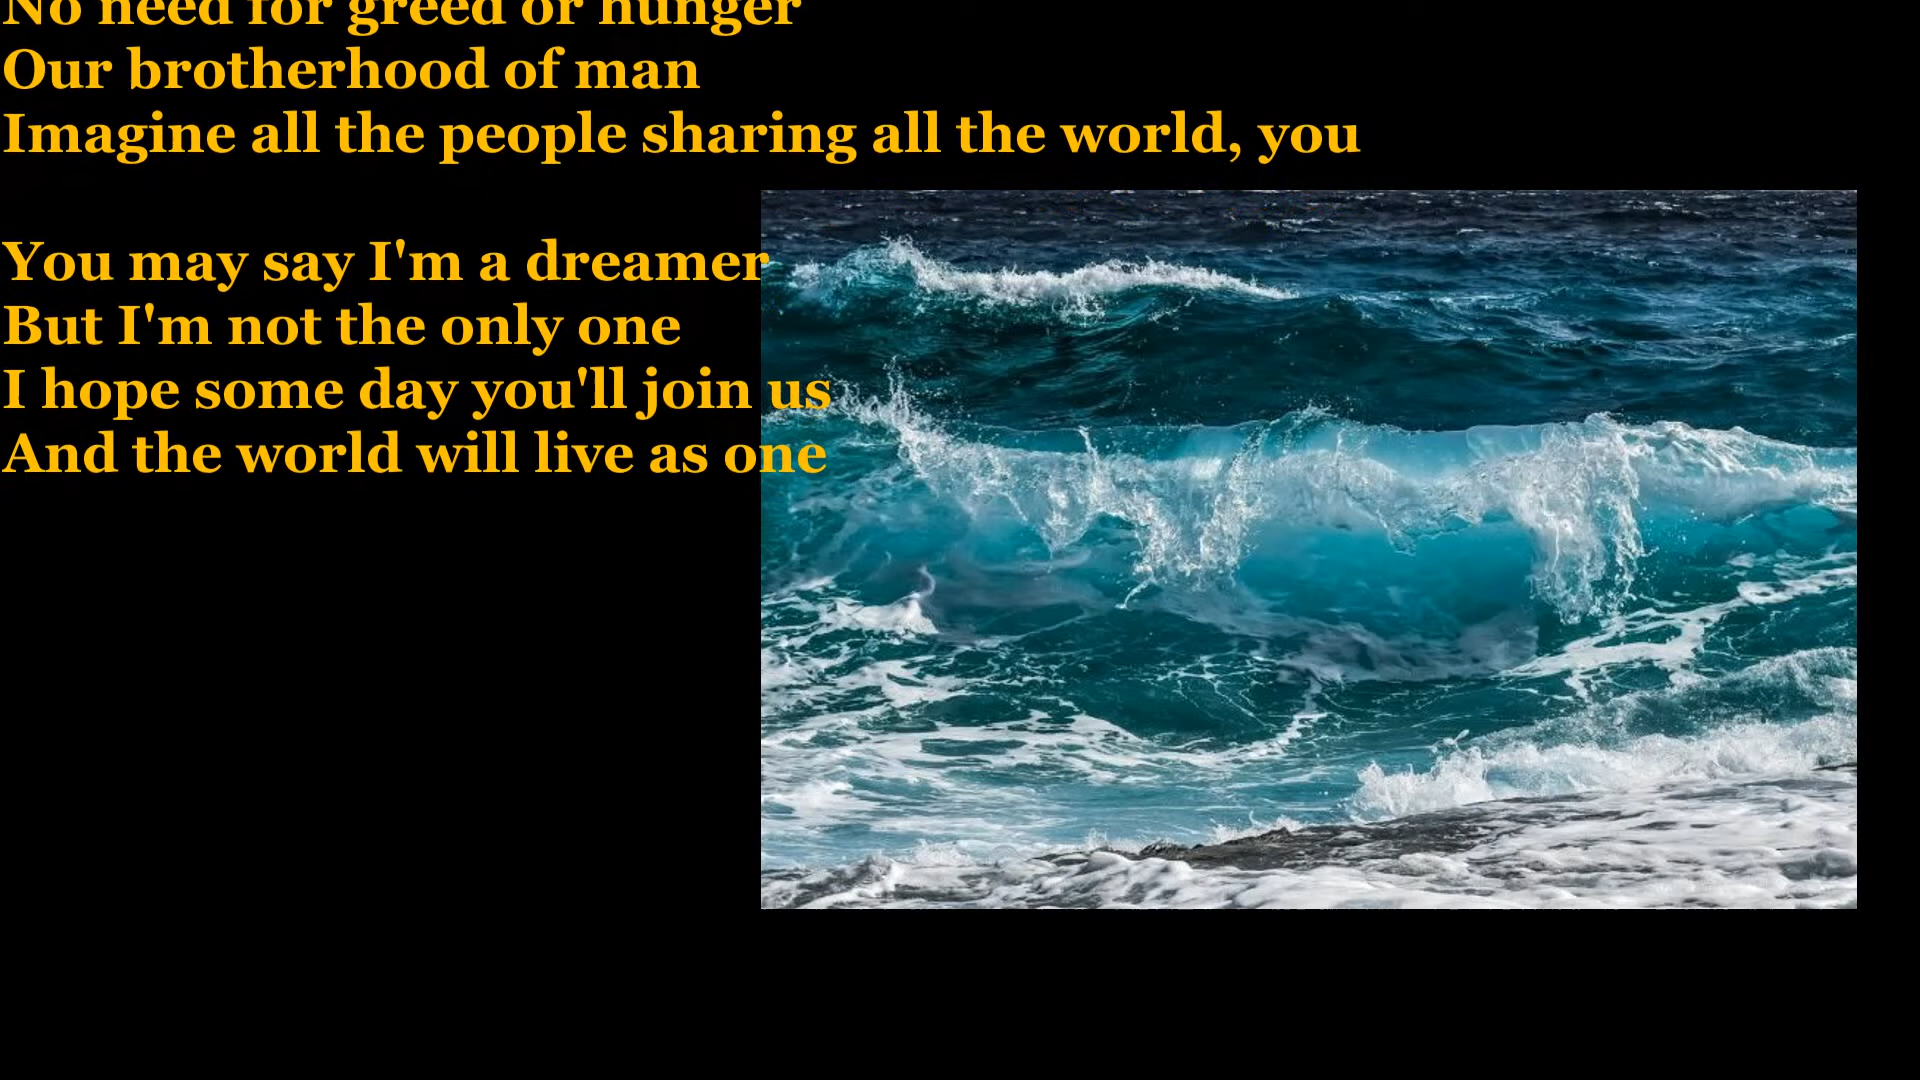 No need for greed or hunger
Our brotherhood of man
Imagine all the people sharing all the world, you
You may say I'm a dreamer
But I'm not the only one
I hope some day you'll join us
And the world will live as one